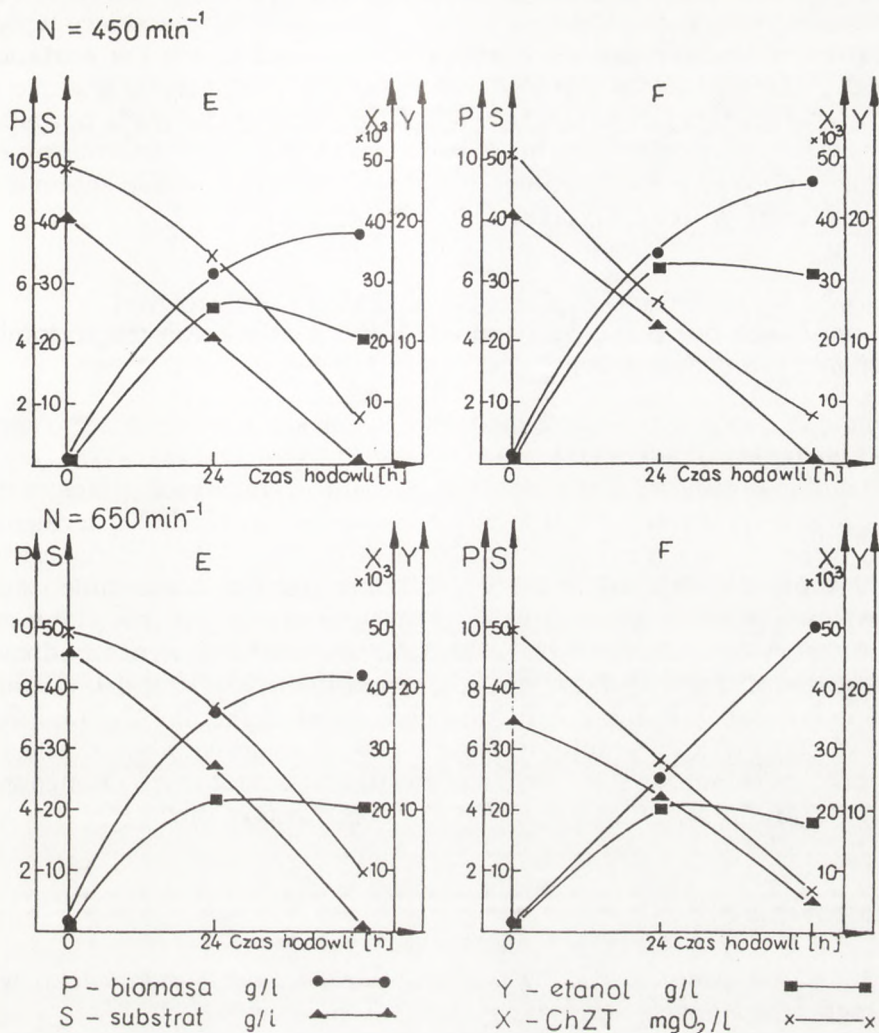 N = 450 min⁻¹
E
P S X ×10³ Y
10 50 50
8 40 40 20
6 30 30
4 20 20 10
2 10 10
0 24 Czas hodowli [h]
F
P S X ×10³ Y
10 50 50
8 40 40 20
6 30 30
4 20 20 10
2 10 10
0 24 Czas hodowli [h]
N = 650 min⁻¹
E
P S X ×10³ Y
10 50 50
8 40 40 20
6 30 30
4 20 20 10
2 10 10
0 24 Czas hodowli [h]
F
P S X ×10³ Y
10 50 50
8 40 40 20
6 30 30
4 20 20 10
2 10 10
0 24 Czas hodowli [h]
P – biomasa g/l
S – substrat g/l
Y – etanol g/l
X – ChZT mgO₂/l